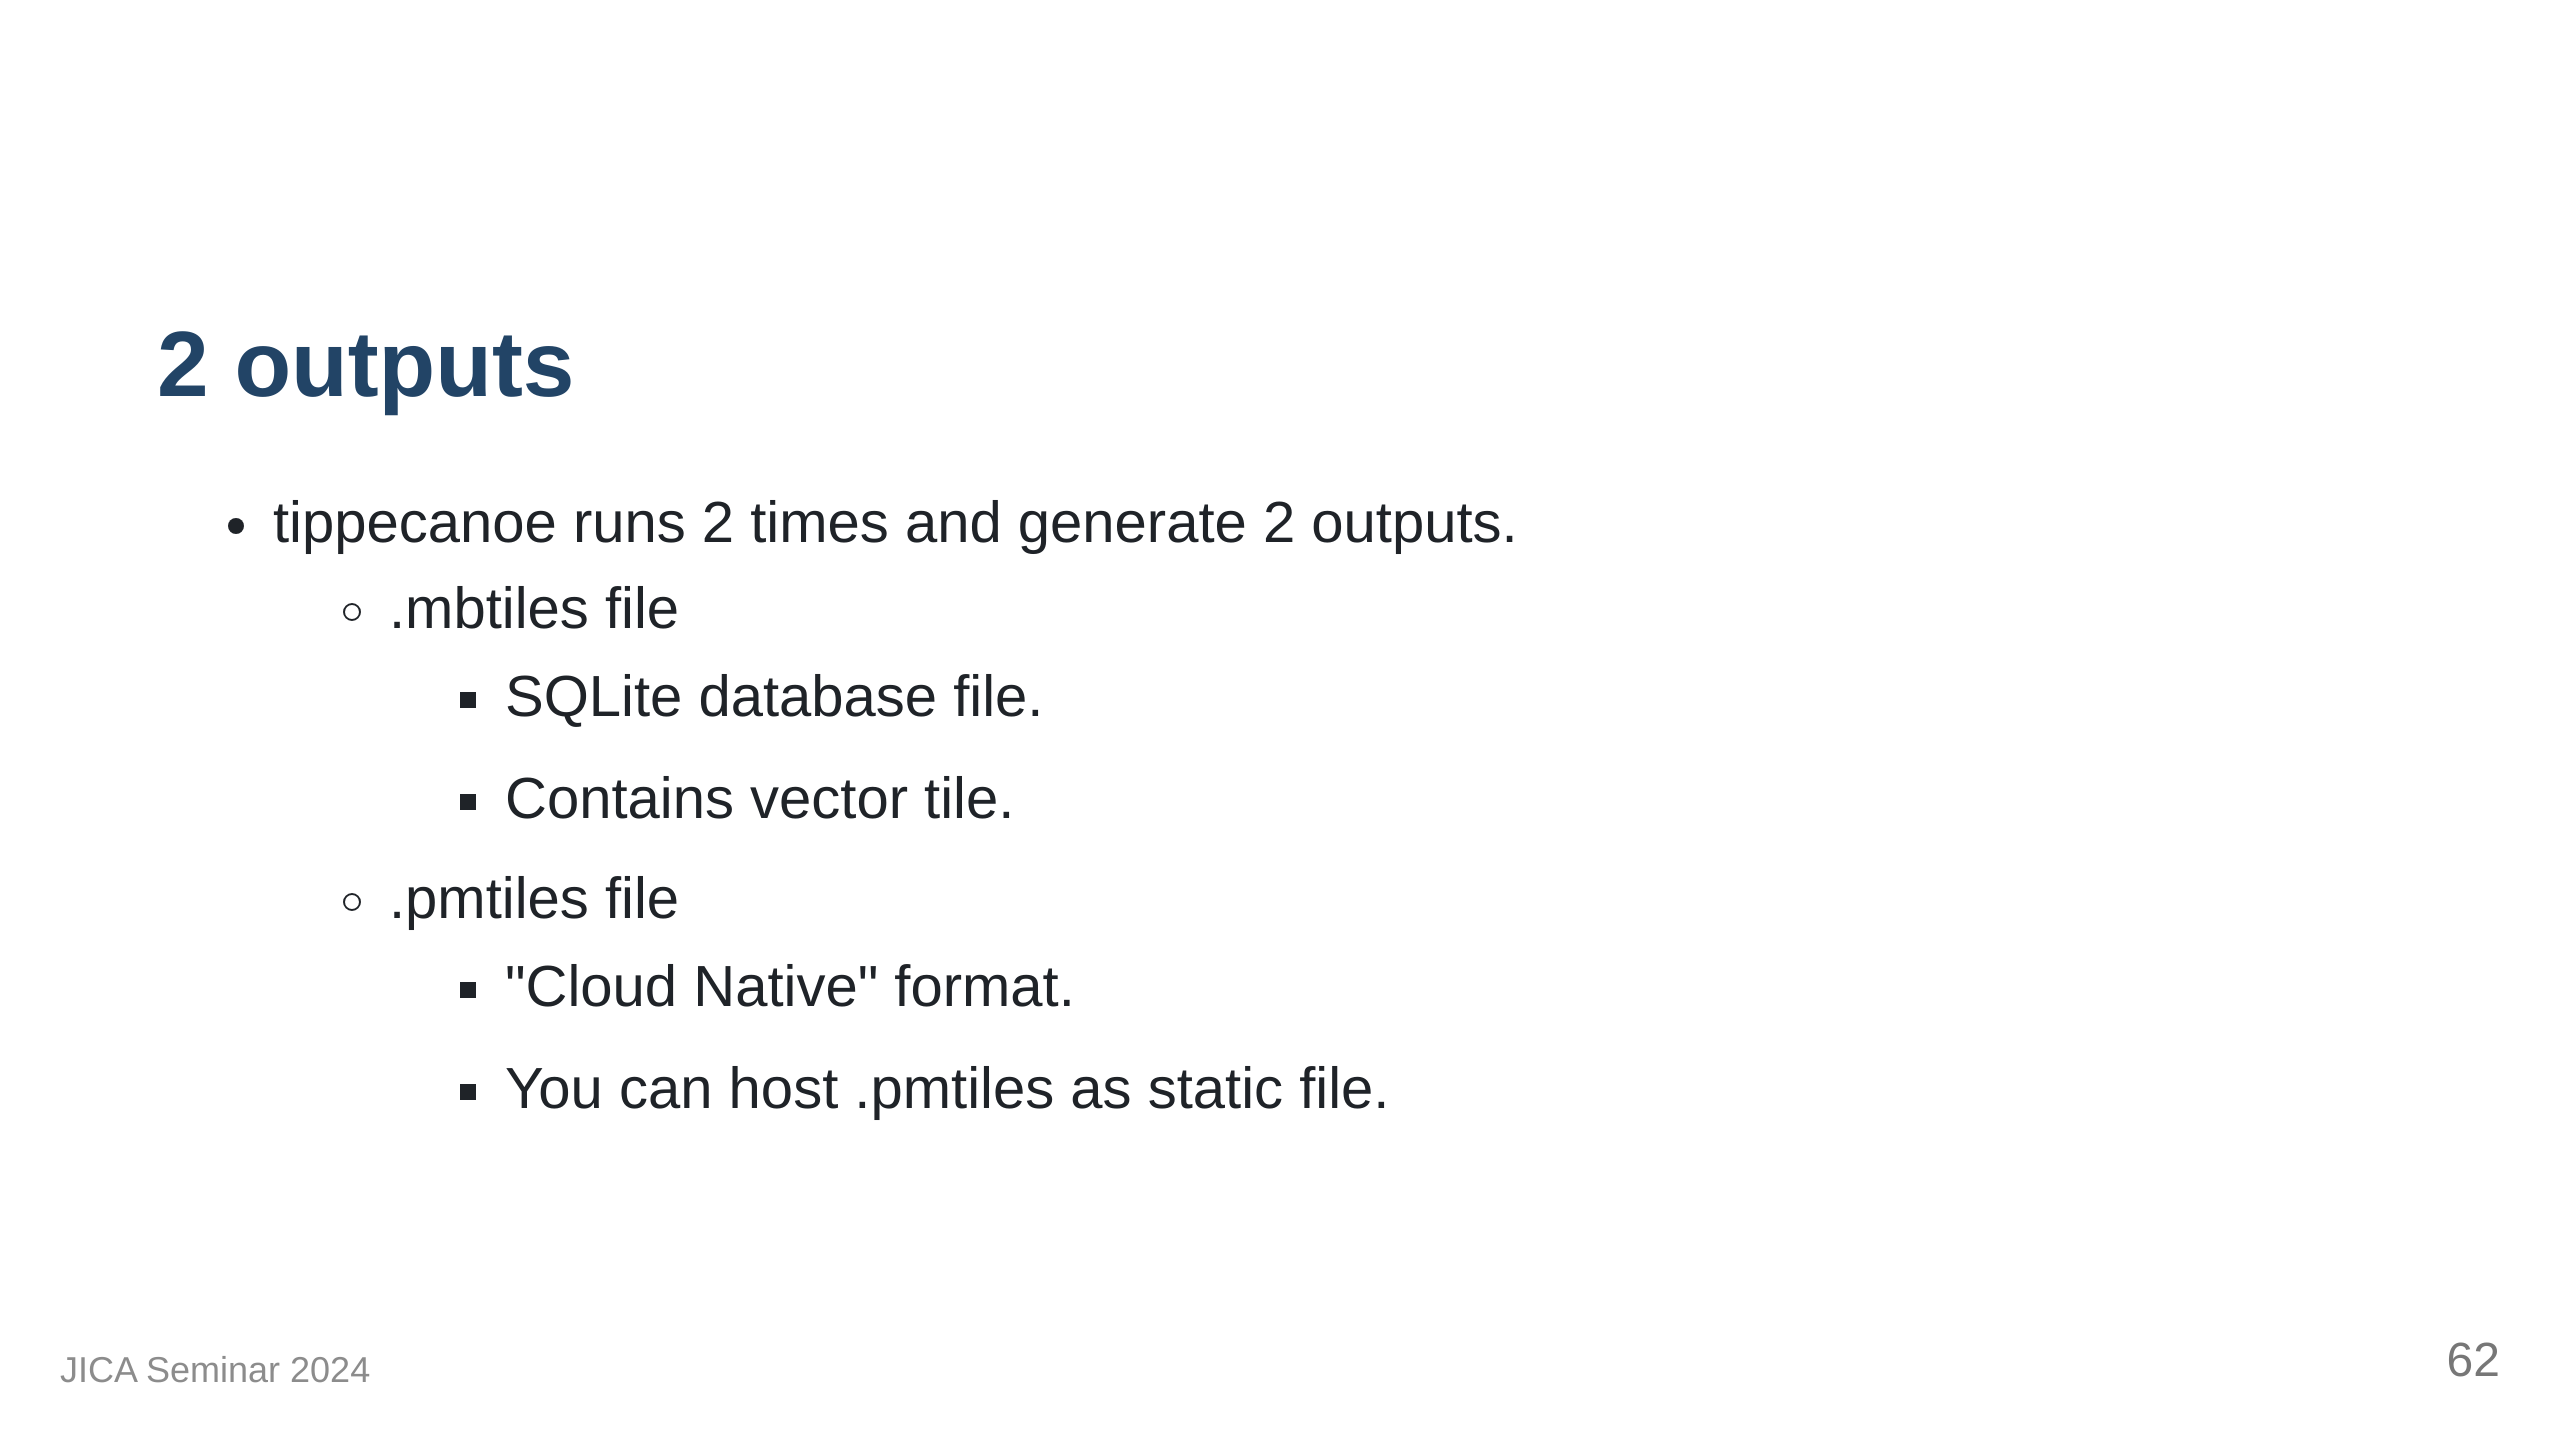 2 outputs
tippecanoe runs 2 times and generate 2 outputs.
.mbtiles file
SQLite database file.
Contains vector tile.
.pmtiles file
"Cloud Native" format.
You can host .pmtiles as static file.
JICA Seminar 2024
62